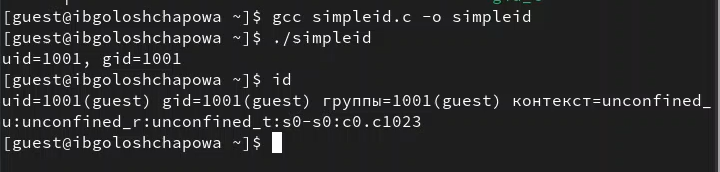 [guest@ibgoloshchapowa ~]$ gcc simpleid.c -o simpleid
[guest@ibgoloshchapowa ~]$ ./simpleid
uid=1001, gid=1001
[guest@ibgoloshchapowa ~]$ id
uid=1001(guest) gid=1001(guest) группы=1001(guest) контекст=unconfined_
u:unconfined_r:unconfined_t:s0-s0:c0.c1023
[guest@ibgoloshchapowa ~]$